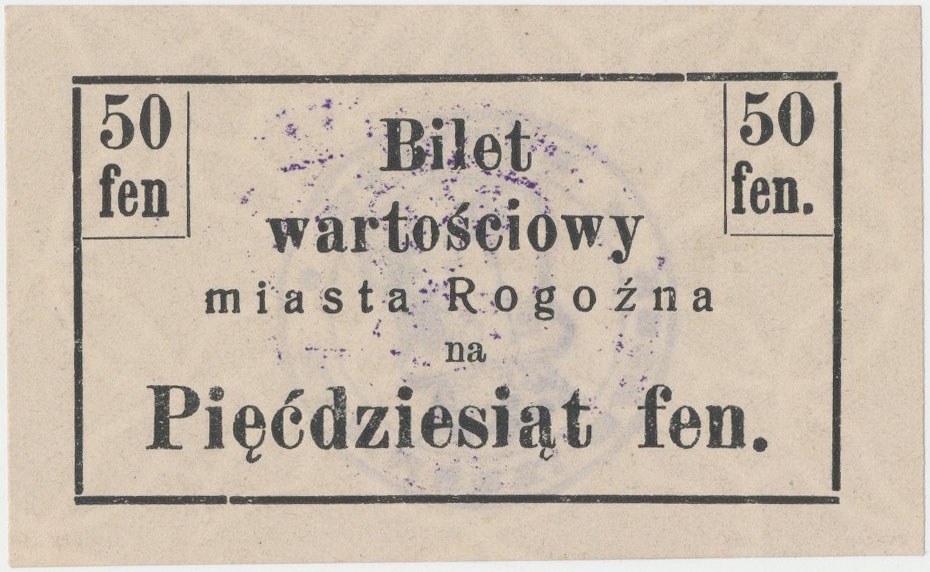 50
fen
50
fen.
Bilet
wartościowy
miasta Rogoźna
na
Pięćdziesiąt fen.